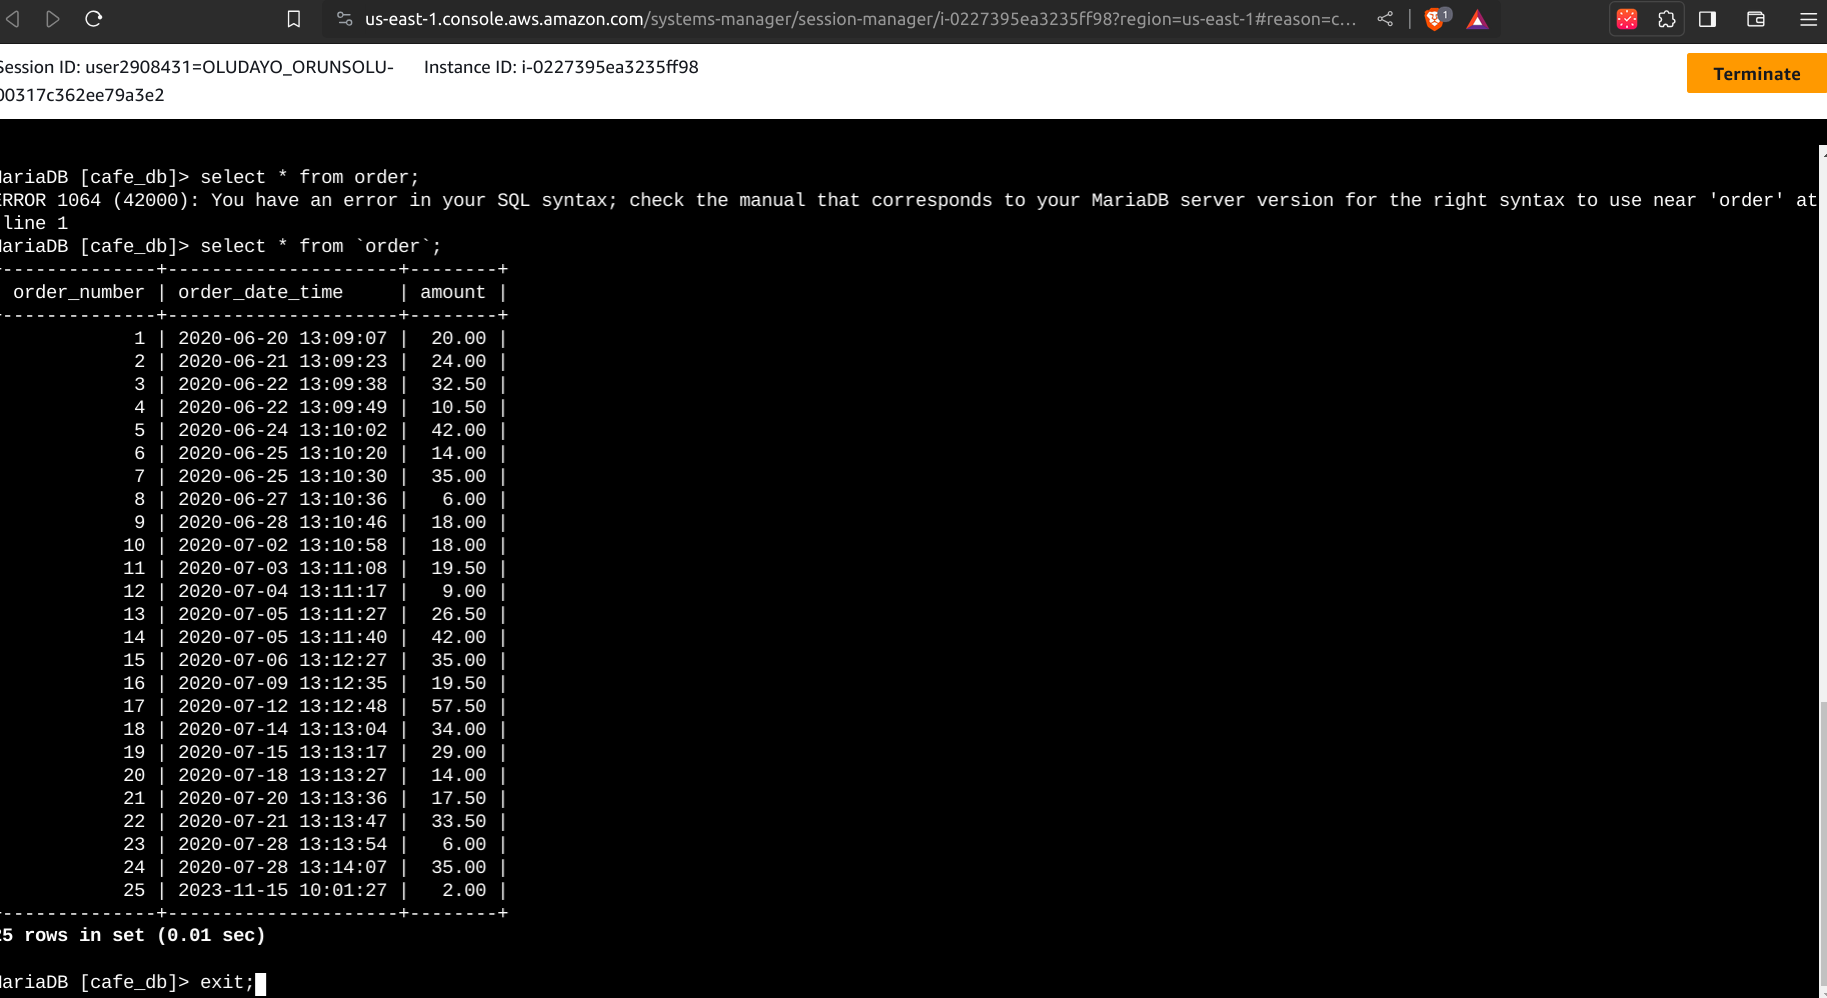 us-east-1.console.aws.amazon.com/systems-manager/session-manager/i-0227395ea3235ff98?region=us-east-1#reason=c...
1
Session ID: user2908431=OLUDAYO_ORUNSOLU-
00317c362ee79a3e2
Instance ID: i-0227395ea3235ff98
Terminate
MariaDB [cafe_db]> select * from order;
ERROR 1064 (42000): You have an error in your SQL syntax; check the manual that corresponds to your MariaDB server version for the right syntax to use near 'order' at
line 1
MariaDB [cafe_db]> select * from `order`;
+--------------+---------------------+--------+
| order_number | order_date_time     | amount |
+--------------+---------------------+--------+
|            1 | 2020-06-20 13:09:07 |  20.00 |
|            2 | 2020-06-21 13:09:23 |  24.00 |
|            3 | 2020-06-22 13:09:38 |  32.50 |
|            4 | 2020-06-22 13:09:49 |  10.50 |
|            5 | 2020-06-24 13:10:02 |  42.00 |
|            6 | 2020-06-25 13:10:20 |  14.00 |
|            7 | 2020-06-25 13:10:30 |  35.00 |
|            8 | 2020-06-27 13:10:36 |   6.00 |
|            9 | 2020-06-28 13:10:46 |  18.00 |
|           10 | 2020-07-02 13:10:58 |  18.00 |
|           11 | 2020-07-03 13:11:08 |  19.50 |
|           12 | 2020-07-04 13:11:17 |   9.00 |
|           13 | 2020-07-05 13:11:27 |  26.50 |
|           14 | 2020-07-05 13:11:40 |  42.00 |
|           15 | 2020-07-06 13:12:27 |  35.00 |
|           16 | 2020-07-09 13:12:35 |  19.50 |
|           17 | 2020-07-12 13:12:48 |  57.50 |
|           18 | 2020-07-14 13:13:04 |  34.00 |
|           19 | 2020-07-15 13:13:17 |  29.00 |
|           20 | 2020-07-18 13:13:27 |  14.00 |
|           21 | 2020-07-20 13:13:36 |  17.50 |
|           22 | 2020-07-21 13:13:47 |  33.50 |
|           23 | 2020-07-28 13:13:54 |   6.00 |
|           24 | 2020-07-28 13:14:07 |  35.00 |
|           25 | 2023-11-15 10:01:27 |   2.00 |
+--------------+---------------------+--------+
25 rows in set (0.01 sec)
MariaDB [cafe_db]> exit;